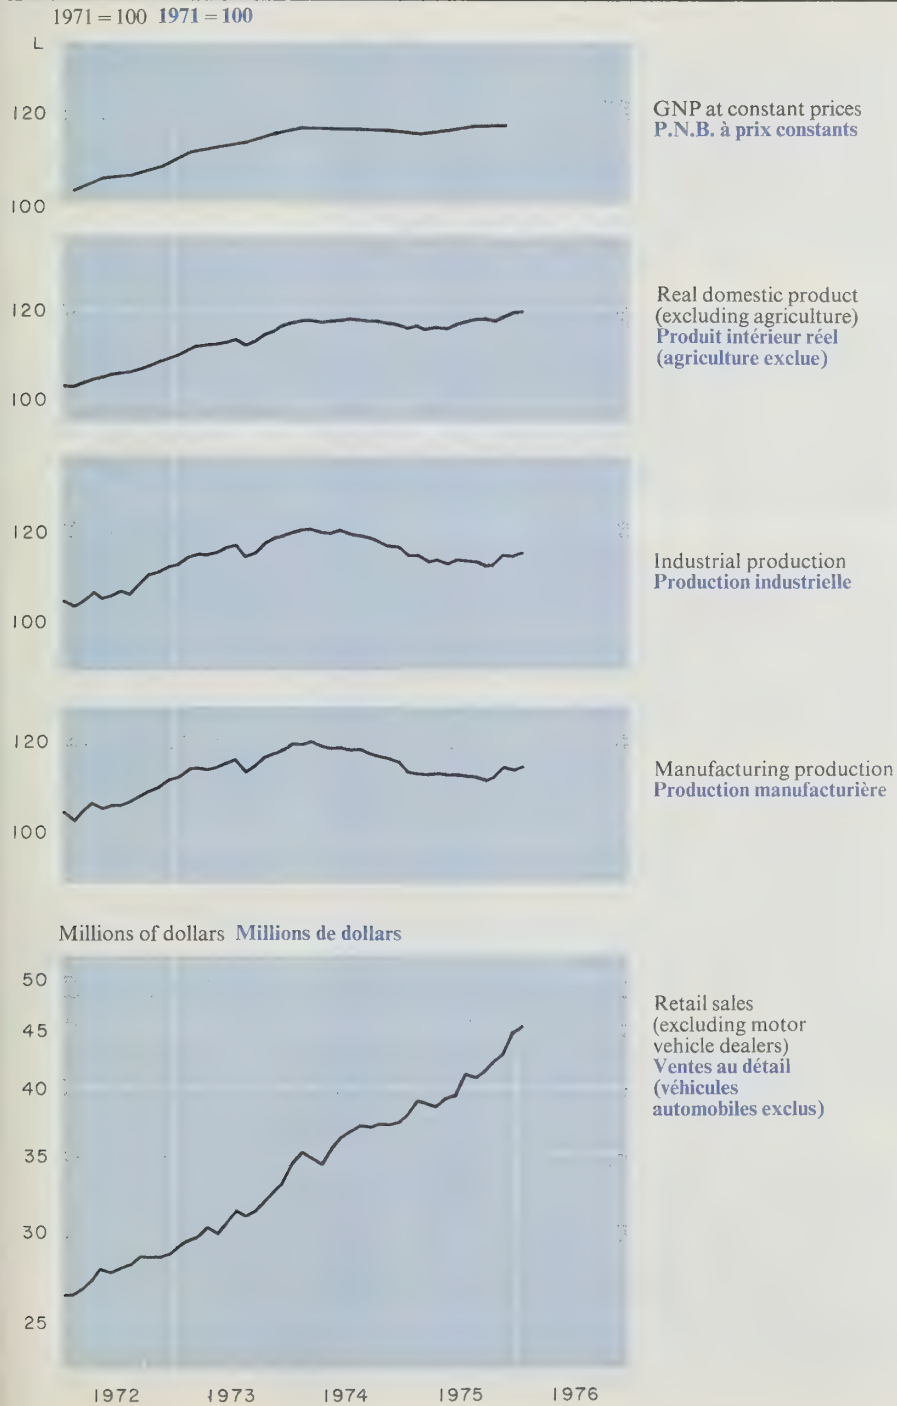 1971 = 100 1971 = 100
L
120
100
GNP at constant prices
P.N.B. à prix constants
120
100
Real domestic product
(excluding agriculture)
Produit intérieur réel
(agriculture exclue)
120
100
Industrial production
Production industrielle
120
100
Manufacturing production
Production manufacturière
Millions of dollars Millions de dollars
50
45
40
35
30
25
Retail sales
(excluding motor
vehicle dealers)
Ventes au détail
(véhicules
automobiles exclus)
1972 1973 1974 1975 1976